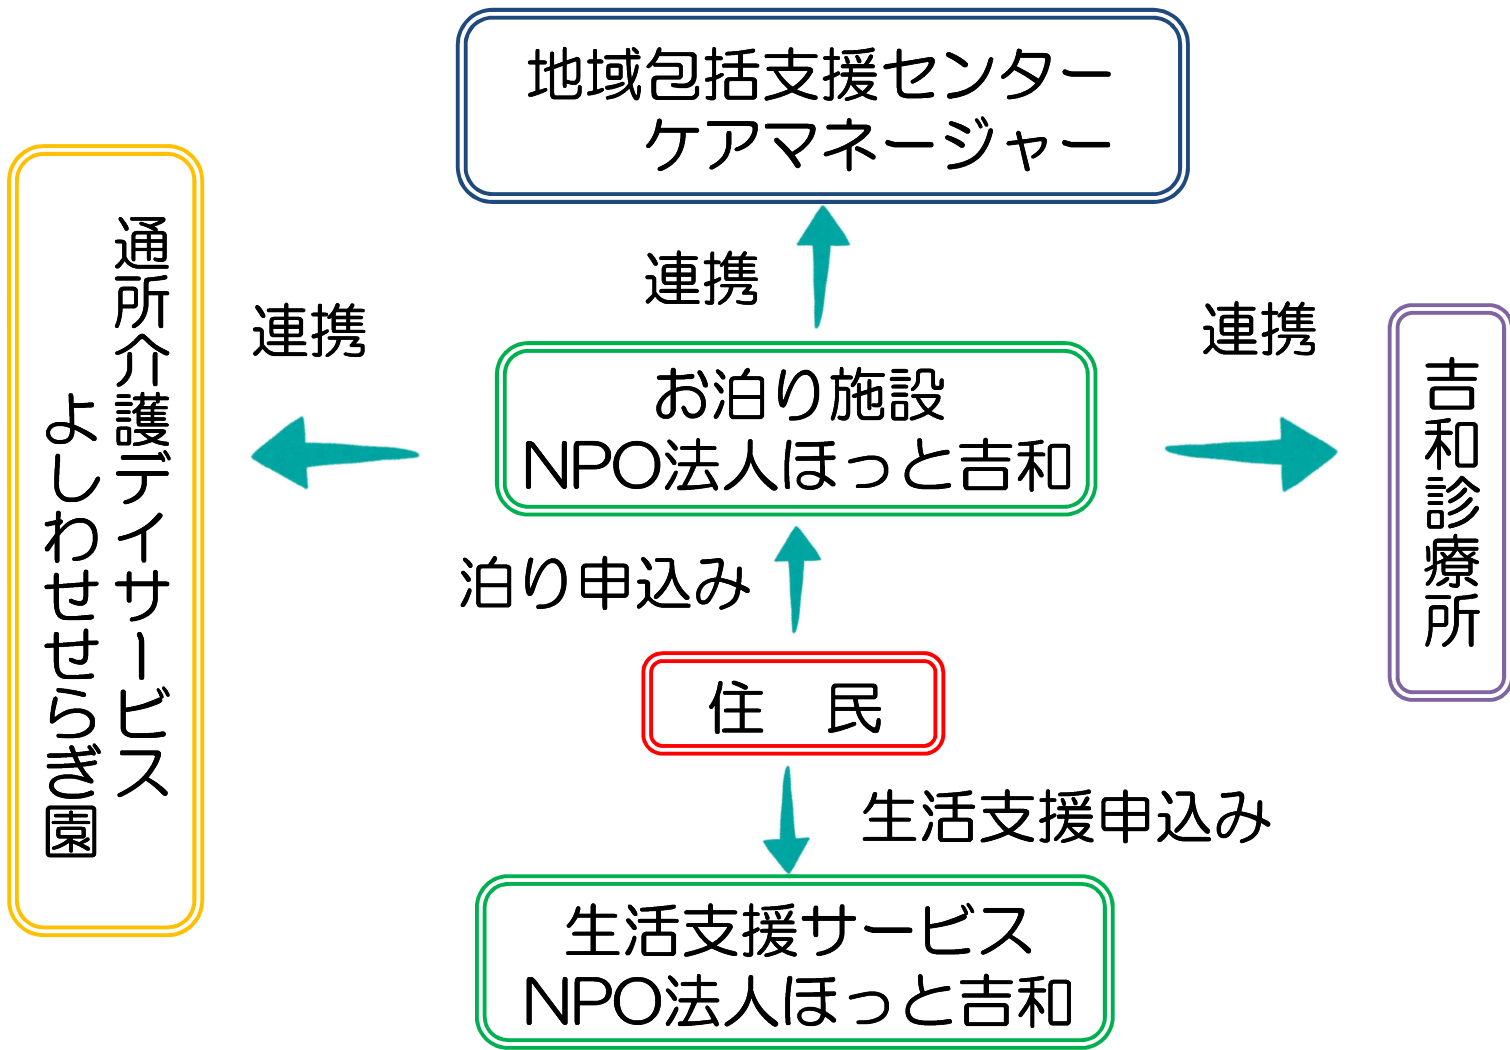 地域包括支援センター
ケアマネージャー
連携
連携
連携
通所介護デイサービス
よしわせせらぎ園
お泊り施設
NPO法人ほっと吉和
吉和診療所
泊り申込み
住　民
生活支援申込み
生活支援サービス
NPO法人ほっと吉和